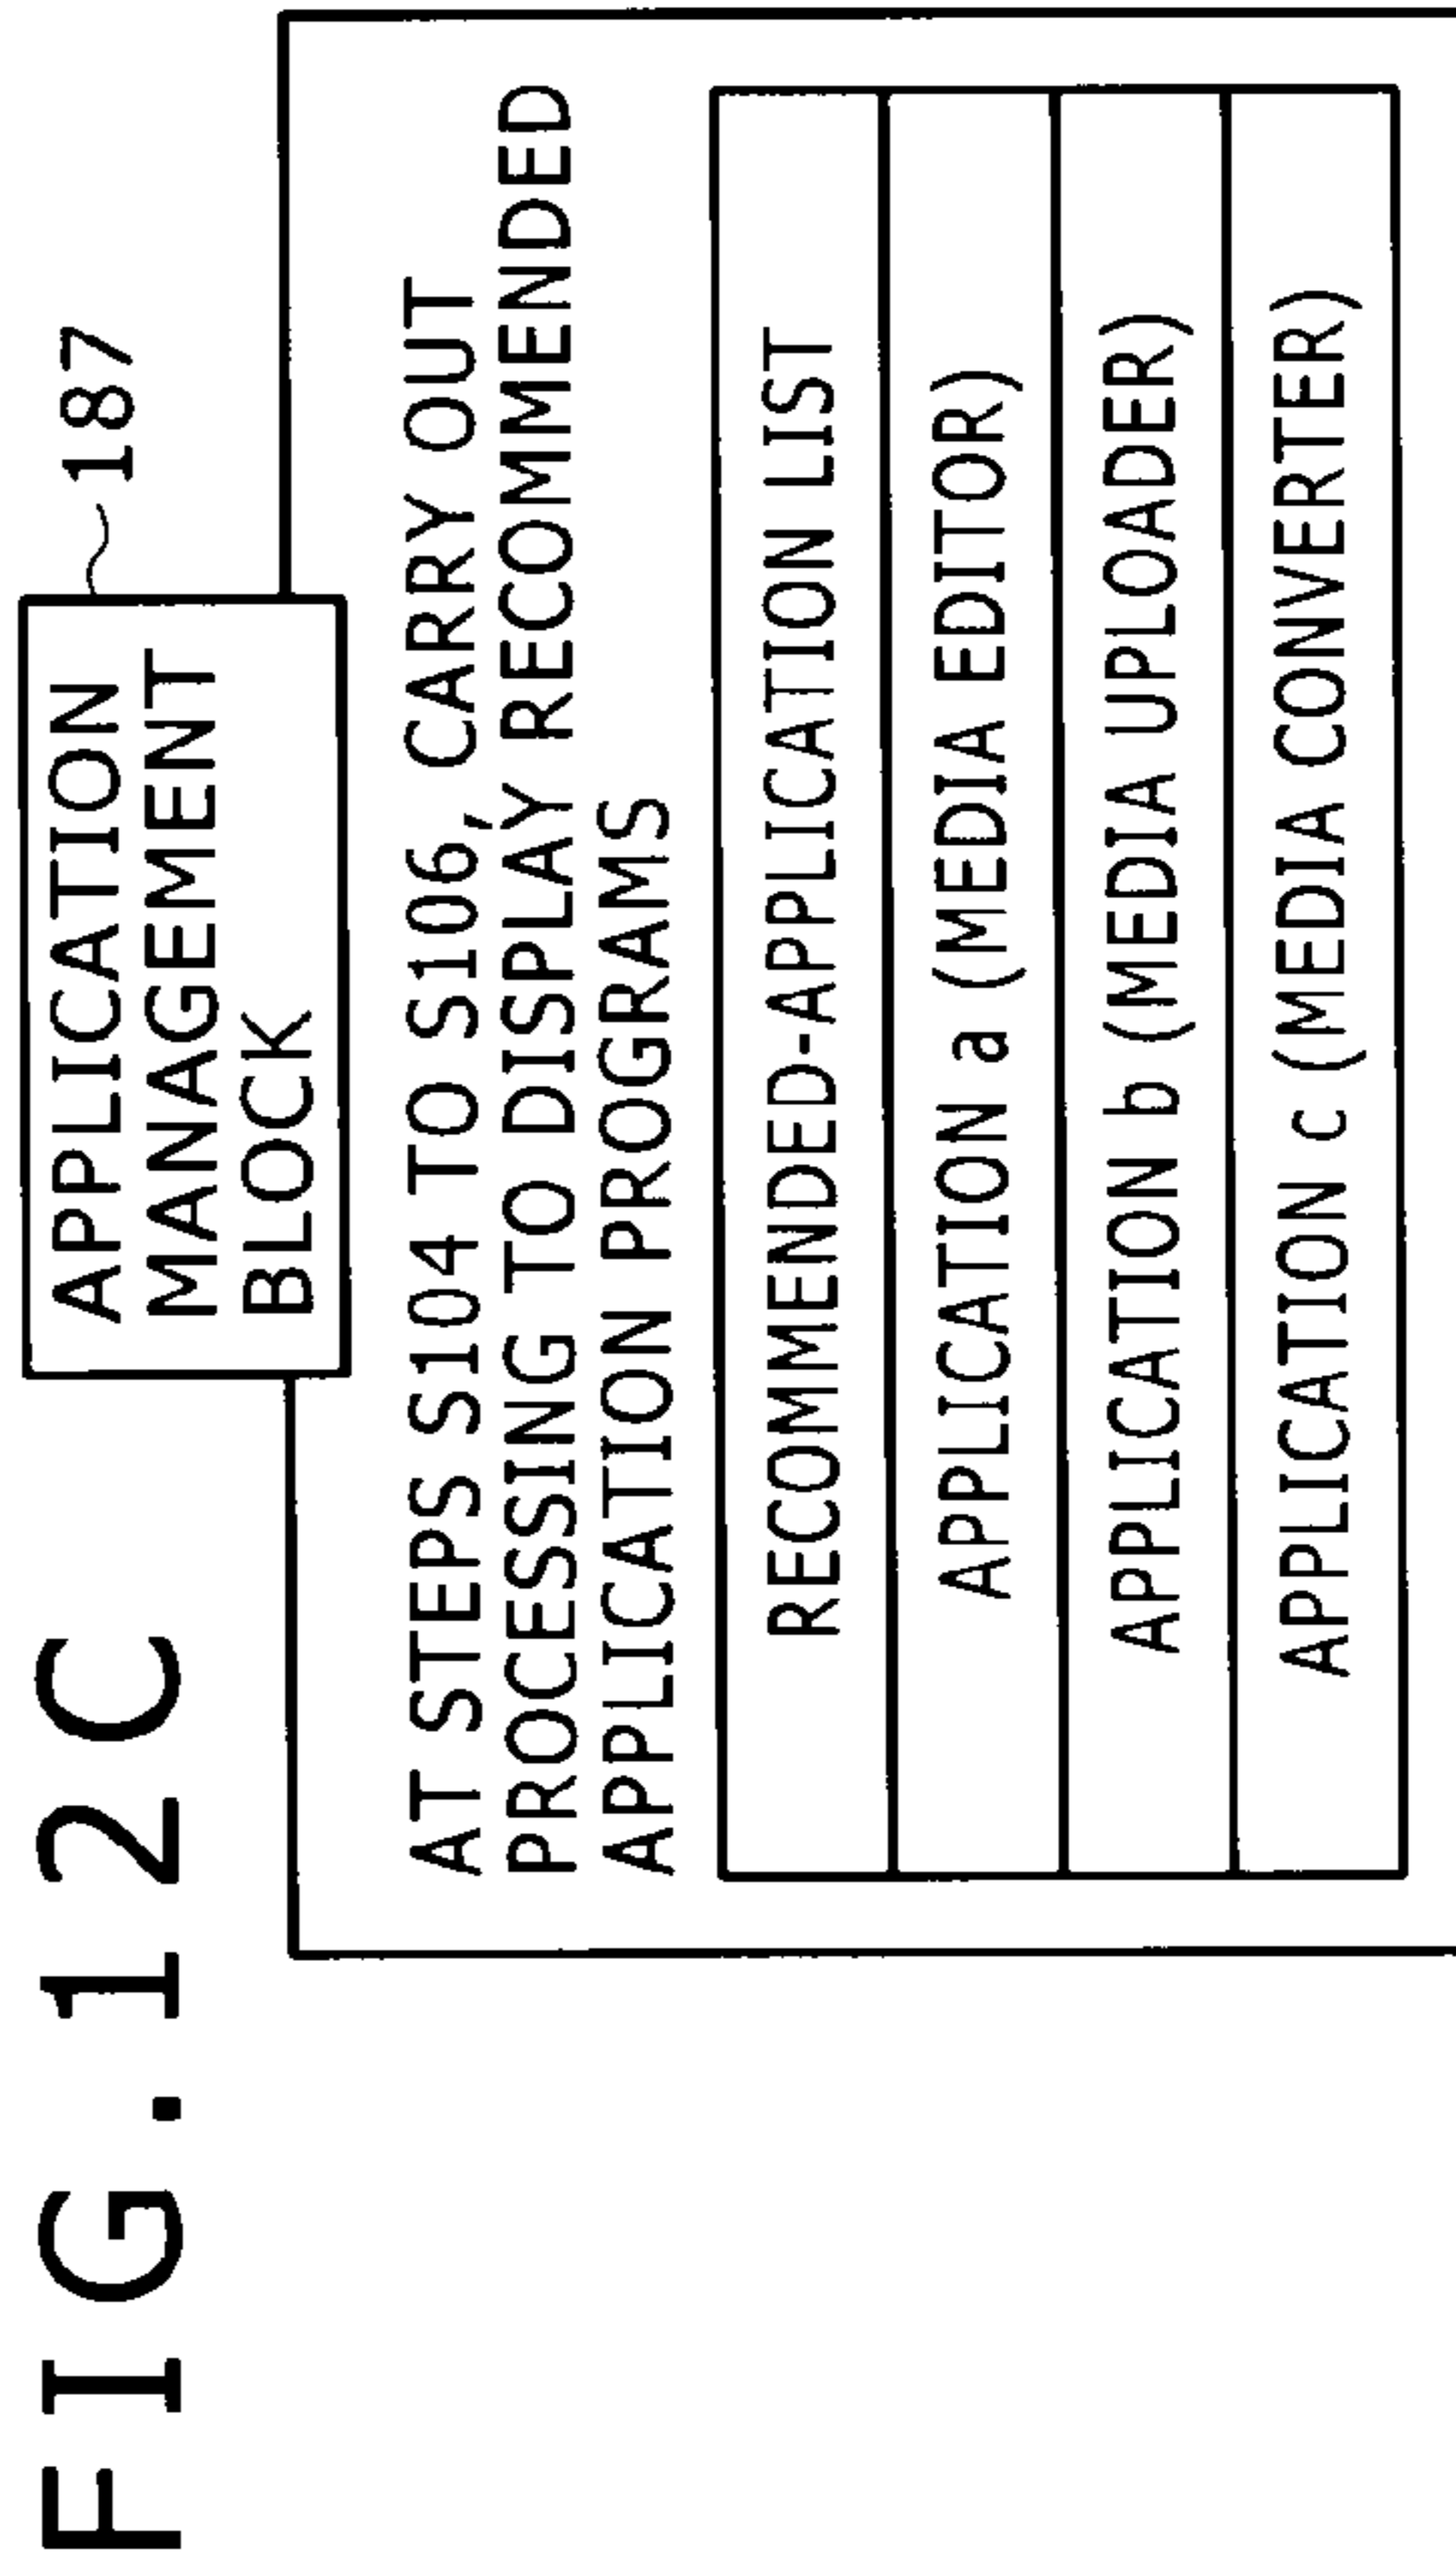 FIG.12C
APPLICATION
MANAGEMENT
BLOCK
187
AT STEPS S104 TO S106, CARRY OUT
PROCESSING TO DISPLAY RECOMMENDED
APPLICATION PROGRAMS
RECOMMENDED-APPLICATION LIST
APPLICATION a (MEDIA EDITOR)
APPLICATION b (MEDIA UPLOADER)
APPLICATION c (MEDIA CONVERTER)